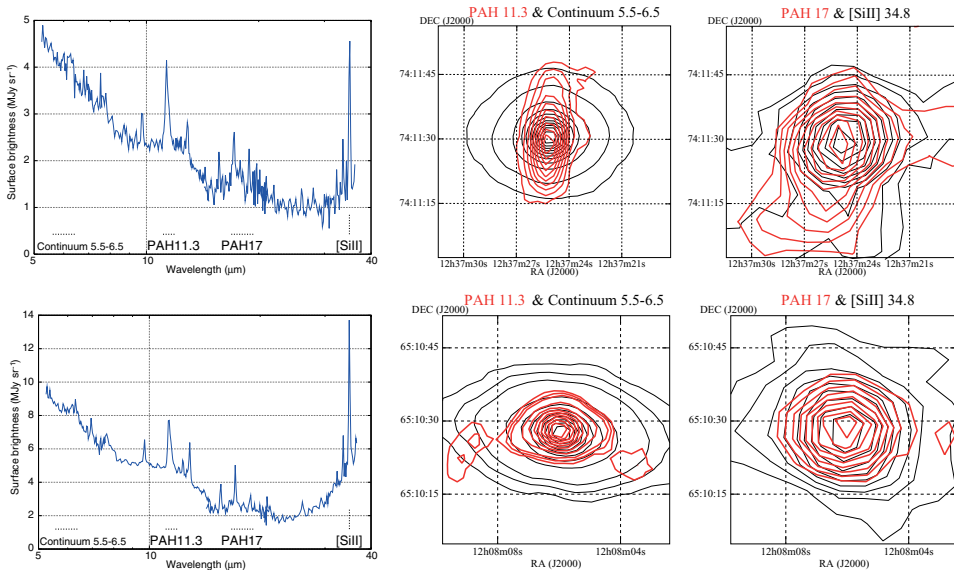 5
4
3
2
1
0
Surface brightness (MJy sr⁻¹)
Continuum 5.5-6.5
PAH11.3
PAH17
[SiII]
5
10
40
Wavelength (μm)
PAH 11.3 & Continuum 5.5-6.5
DEC (J2000)
74:11:45
74:11:30
74:11:15
12h37m30s
12h37m27s
12h37m24s
12h37m21s
RA (J2000)
PAH 17 & [SiII] 34.8
DEC (J2000)
74:11:45
74:11:30
74:11:15
12h37m30s
12h37m27s
12h37m24s
12h37m21s
RA (J2000)
14
12
10
8
6
4
2
0
Surface brightness (MJy sr⁻¹)
Continuum 5.5-6.5
PAH11.3
PAH17
[SiII]
5
10
40
Wavelength (μm)
PAH 11.3 & Continuum 5.5-6.5
DEC (J2000)
65:10:45
65:10:30
65:10:15
12h08m08s
12h08m04s
RA (J2000)
PAH 17 & [SiII] 34.8
DEC (J2000)
65:10:45
65:10:30
65:10:15
12h08m08s
12h08m04s
RA (J2000)